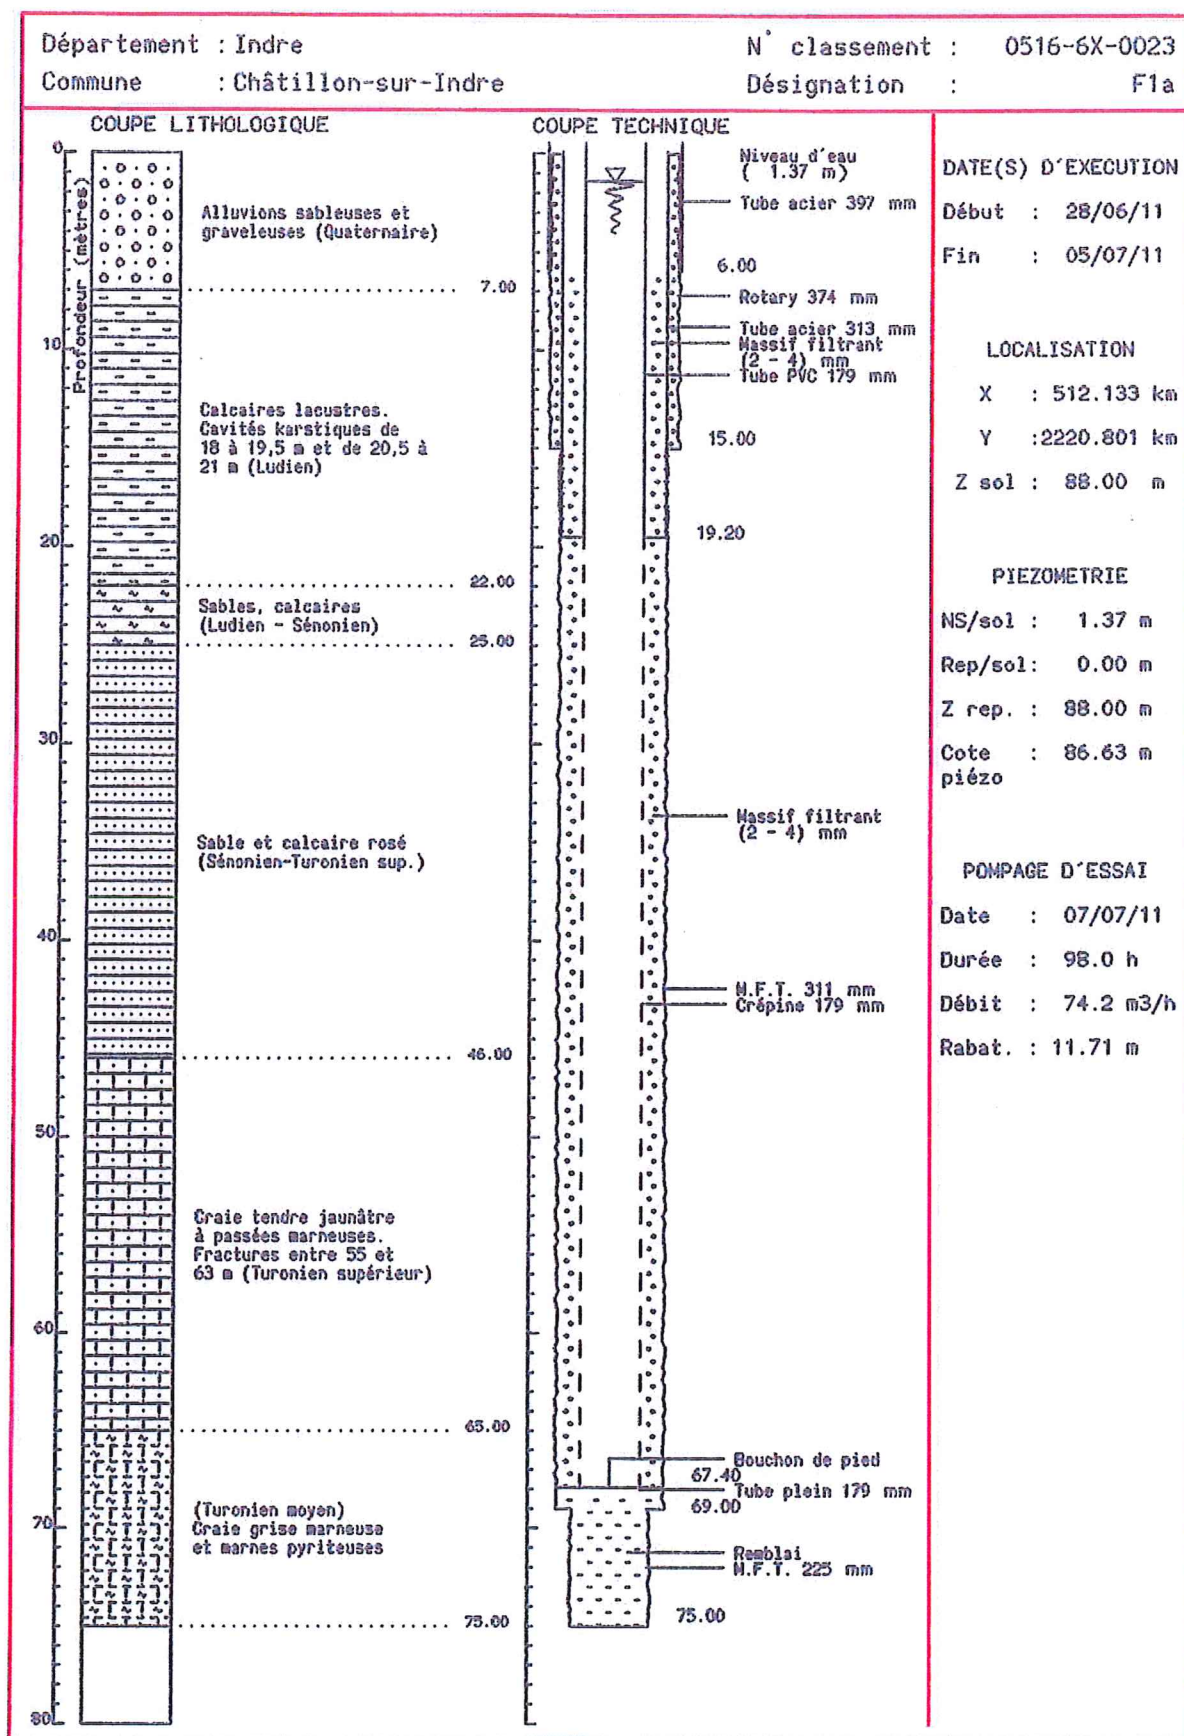 Département : Indre
N° classement : 0516-6X-0023
Commune : Châtillon-sur-Indre
Désignation : F1a
COUPE LITHOLOGIQUE
Profondeur (mètres)
0
10
20
30
40
50
60
70
80
Alluvions sableuses et
graveleuses (Quaternaire)
7.00
Calcaires lacustres.
Cavités karstiques de
18 à 19,5 m et de 20,5 à
21 m (Ludien)
22.00
Sables, calcaires
(Ludien - Sénonien)
25.00
Sable et calcaire rosé
(Sénonien-Turonien sup.)
46.00
Craie tendre jaunâtre
à passées marneuses.
Fractures entre 55 et
63 m (Turonien supérieur)
65.00
(Turonien moyen)
Craie grise marneuse
et marnes pyriteuses
75.00
COUPE TECHNIQUE
Niveau d'eau
( 1.37 m)
Tube acier 397 mm
6.00
Rotary 374 mm
Tube acier 313 mm
Massif filtrant
(2 - 4) mm
Tube PVC 179 mm
15.00
19.20
Massif filtrant
(2 - 4) mm
M.F.T. 311 mm
Crépine 179 mm
Bouchon de pied
67.40
Tube plein 179 mm
69.00
Remblai
M.F.T. 225 mm
75.00
DATE(S) D'EXECUTION
Début : 28/06/11
Fin : 05/07/11
LOCALISATION
X : 512.133 km
Y :2220.801 km
Z sol : 88.00 m
PIEZOMETRIE
NS/sol : 1.37 m
Rep/sol: 0.00 m
Z rep. : 88.00 m
Cote : 86.63 m
piézo
POMPAGE D'ESSAI
Date : 07/07/11
Durée : 98.0 h
Débit : 74.2 m3/h
Rabat. : 11.71 m